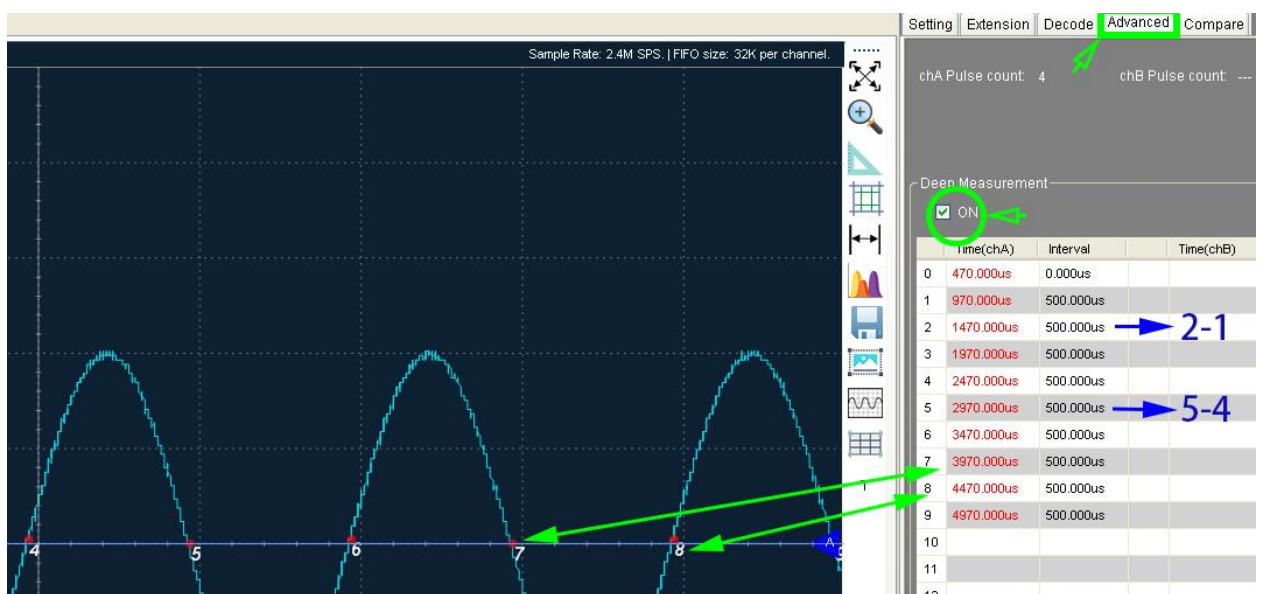 Setting Extension Decode Advanced Compare
Sample Rate: 2.4M SPS. | FIFO size: 32K per channel.
chA Pulse count: 4 chB Pulse count: ---
Deep Measurement
ON
Time(chA) Interval Time(chB)
0 470.000us 0.000us
1 970.000us 500.000us
2 1470.000us 500.000us 2-1
3 1970.000us 500.000us
4 2470.000us 500.000us
5 2970.000us 500.000us 5-4
6 3470.000us 500.000us
7 3970.000us 500.000us
8 4470.000us 500.000us
9 4970.000us 500.000us
10
11
4 5 6 7 8 A